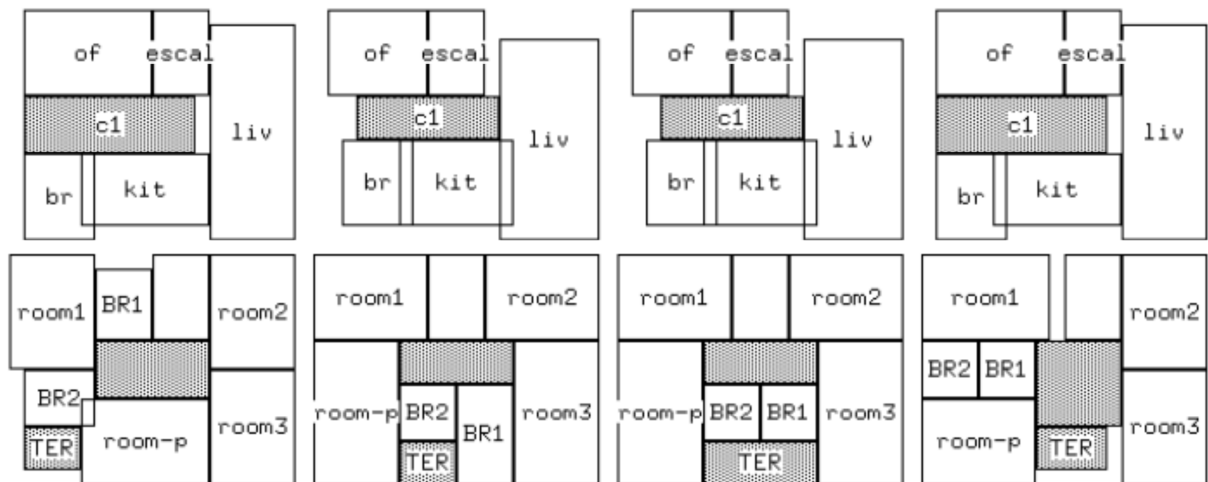 of escal
c1
liv
br kit
of escal
c1
liv
br kit
of escal
c1
liv
br kit
of escal
c1
liv
br kit
room1 BR1 room2
BR2
TER room-p room3
room1 room2
room-p BR2 BR1 room3
TER
room1 room2
room-p BR2 BR1 room3
TER
room1 room2
BR2 BR1
room-p TER room3